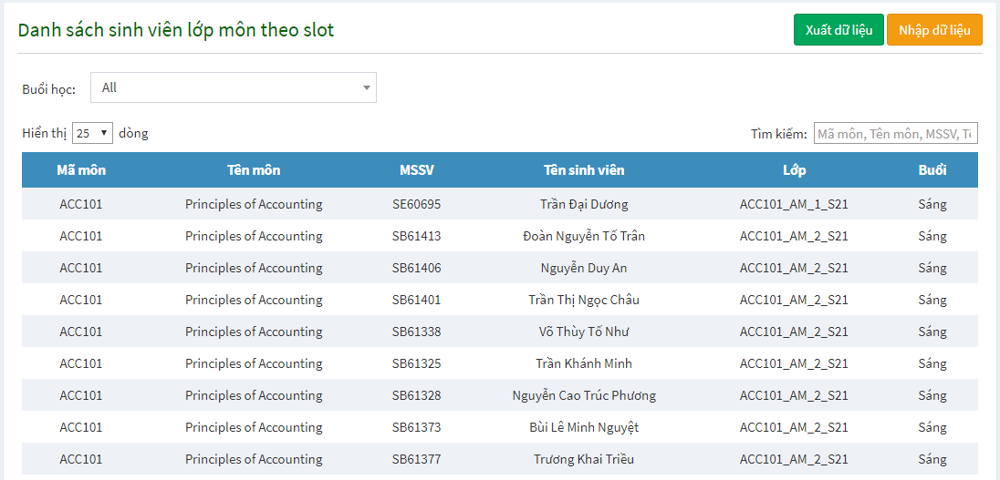 Danh sách sinh viên lớp môn theo slot
Xuất dữ liệu Nhập dữ liệu
Buổi học: All
Hiển thị 25 dòng Tìm kiếm: Mã môn, Tên môn, MSSV, Tê
Mã môn Tên môn MSSV Tên sinh viên Lớp Buổi
ACC101 Principles of Accounting SE60695 Trần Đại Dương ACC101_AM_1_S21 Sáng
ACC101 Principles of Accounting SB61413 Đoàn Nguyễn Tố Trân ACC101_AM_2_S21 Sáng
ACC101 Principles of Accounting SB61406 Nguyễn Duy An ACC101_AM_2_S21 Sáng
ACC101 Principles of Accounting SB61401 Trần Thị Ngọc Châu ACC101_AM_2_S21 Sáng
ACC101 Principles of Accounting SB61338 Võ Thùy Tố Như ACC101_AM_2_S21 Sáng
ACC101 Principles of Accounting SB61325 Trần Khánh Minh ACC101_AM_2_S21 Sáng
ACC101 Principles of Accounting SB61328 Nguyễn Cao Trúc Phương ACC101_AM_2_S21 Sáng
ACC101 Principles of Accounting SB61373 Bùi Lê Minh Nguyệt ACC101_AM_2_S21 Sáng
ACC101 Principles of Accounting SB61377 Trương Khai Triều ACC101_AM_2_S21 Sáng